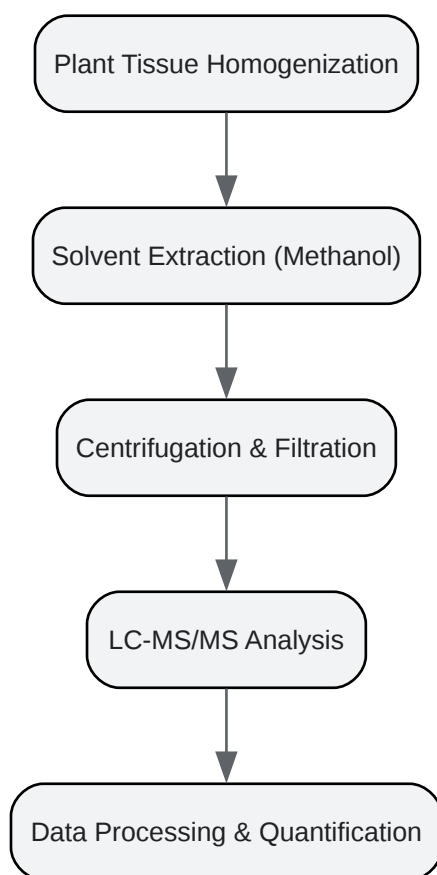 Plant Tissue Homogenization
Solvent Extraction (Methanol)
Centrifugation & Filtration
LC-MS/MS Analysis
Data Processing & Quantification